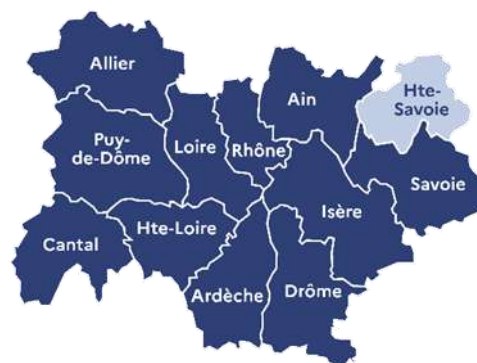 Allier
Ain
Hte-
Savoie
Puy-
de-Dôme
Loire
Rhône
Savoie
Isère
Cantal
Hte-Loire
Ardèche
Drôme